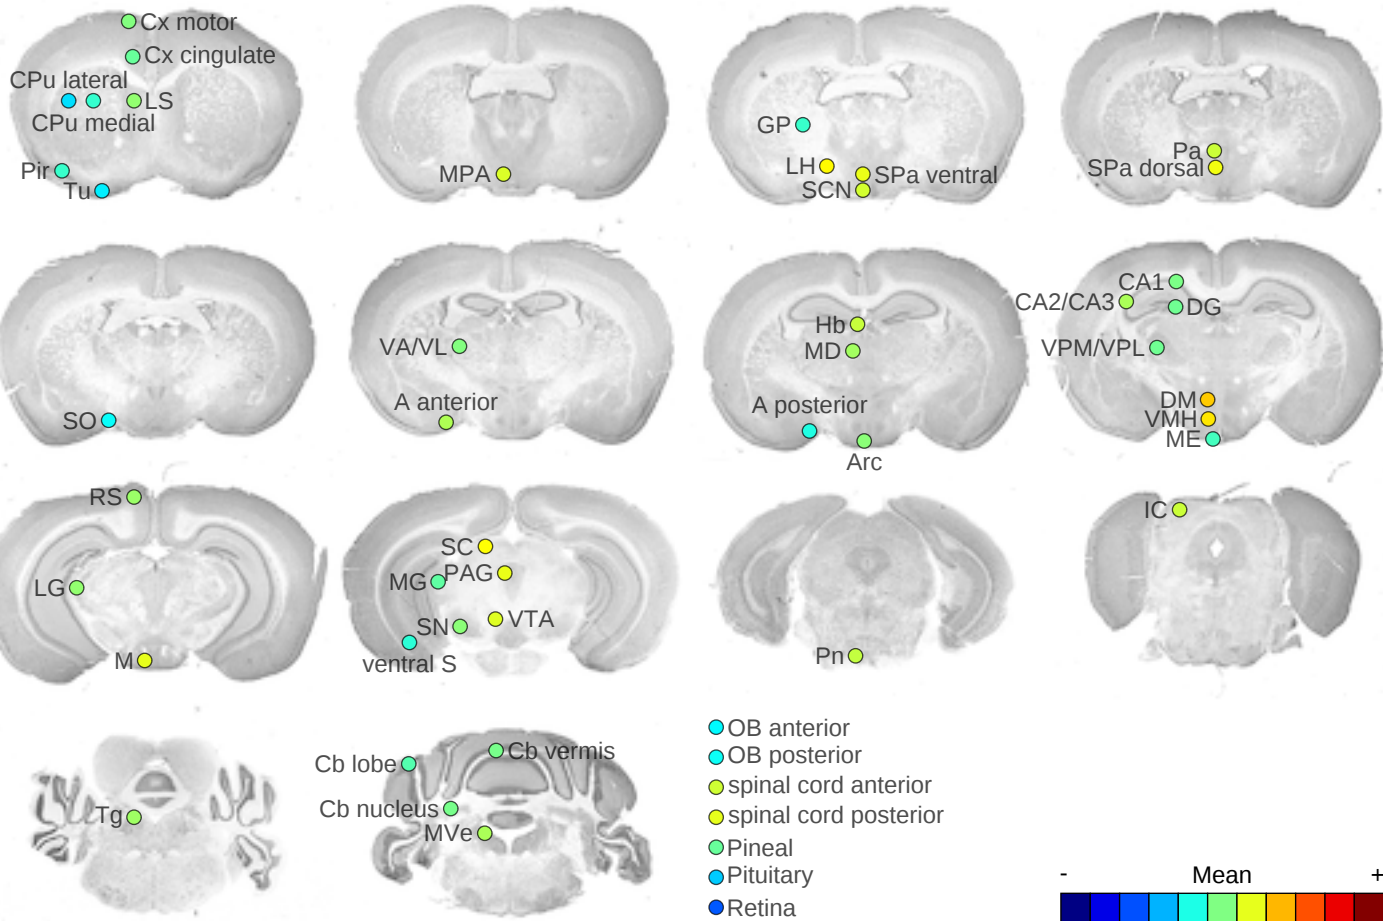 Cx motor
Cx cingulate
CPu lateral
LS
CPu medial
Pir
Tu
MPA
GP
LH
SPa ventral
SCN
Pa
SPa dorsal
SO
VA/VL
A anterior
Hb
MD
A posterior
Arc
CA1
CA2/CA3
DG
VPM/VPL
DM
VMH
ME
RS
LG
M
SC
MG
PAG
SN
VTA
ventral S
Pn
IC
Tg
Cb lobe
Cb vermis
Cb nucleus
MVe
OB anterior
OB posterior
spinal cord anterior
spinal cord posterior
Pineal
Pituitary
Retina
- Mean +